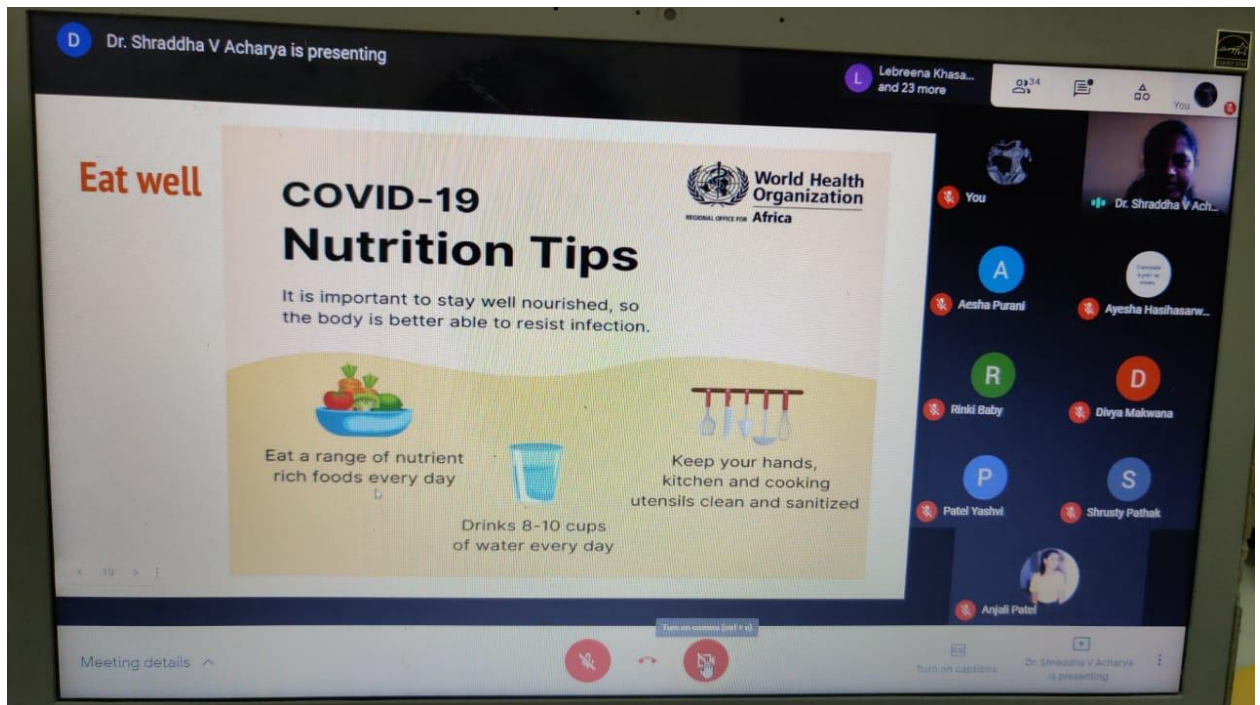 D
Dr. Shraddha V Acharya is presenting
L
Lebreena Khasa...
and 23 more
34
You
Eat well
COVID-19
Nutrition Tips
World Health
Organization
REGIONAL OFFICE FOR Africa
It is important to stay well nourished, so
the body is better able to resist infection.
Eat a range of nutrient
rich foods every day
Drinks 8-10 cups
of water every day
Keep your hands,
kitchen and cooking
utensils clean and sanitized
You
Dr. Shraddha V Ach...
A
Aesha Purani
Ayesha Hasihasarw...
R
Rinki Baby
D
Divya Makwana
P
Patel Yashvi
S
Shrusty Pathak
Anjali Patel
< 19 >
Turn on camera (ctrl + e)
Meeting details
Turn on captions
Dr. Shraddha V Acharya
is presenting